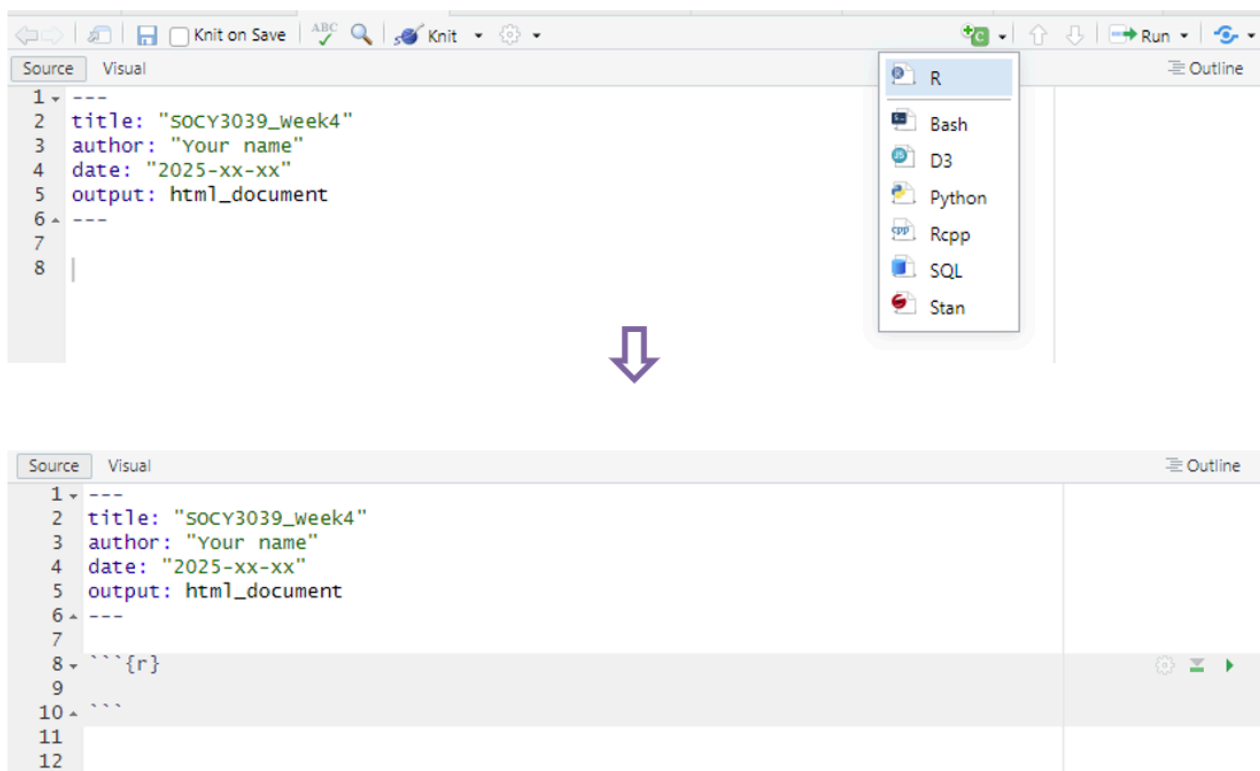 Knit on Save ABC Knit C Run
Source Visual Outline
1 ---
2 title: "SOCY3039_week4"
3 author: "Your name"
4 date: "2025-xx-xx"
5 output: html_document
6 ---
7
8
R
Bash
JS D3
Python
cpp Rcpp
SQL
Stan
Source Visual Outline
1 ---
2 title: "SOCY3039_week4"
3 author: "Your name"
4 date: "2025-xx-xx"
5 output: html_document
6 ---
7
8 ```{r}
9
10 ```
11
12